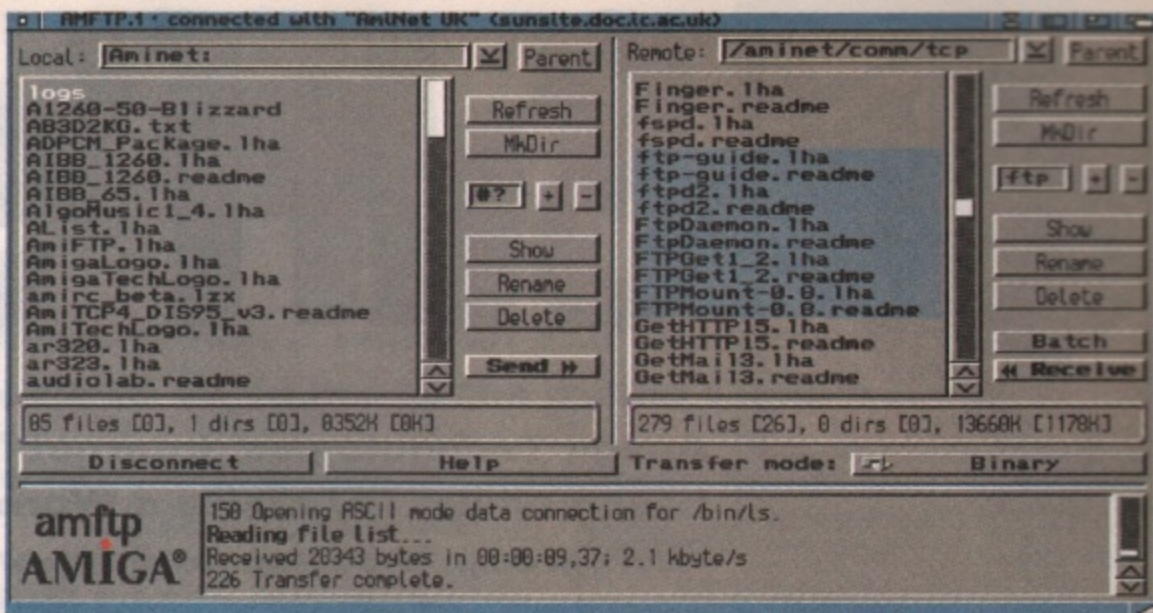 AMFTP.1 · connected with "AmiNet UK" (sunsite.doc.ic.ac.uk)
Local: Aminet: Parent
logs
A1260-50-Blizzard
AB3D2KG.txt
ADPCM_Package.lha
AIBB_1260.lha
AIBB_1260.readme
AIBB_65.lha
AlgoMusic1_4.lha
AList.lha
AmiFTP.lha
AmigaLogo.lha
AmigaTechLogo.lha
amirc_beta.lzx
AmiTCP4_DIS95_v3.readme
AmiTechLogo.lha
ar320.lha
ar323.lha
audiolab.readme
Refresh
MkDir
#? + -
Show
Rename
Delete
Send »
85 files [0], 1 dirs [0], 8352K [0K]
Remote: /aminet/comm/tcp Parent
Finger.lha
Finger.readme
fspd.lha
fspd.readme
ftp-guide.lha
ftp-guide.readme
ftpd2.lha
ftpd2.readme
FtpDaemon.lha
FtpDaemon.readme
FTPGet1_2.lha
FTPGet1_2.readme
FTPMount-0.8.lha
FTPMount-0.8.readme
GetHTTP15.lha
GetHTTP15.readme
GetMail3.lha
GetMail3.readme
Refresh
MkDir
ftp + -
Show
Rename
Delete
Batch
« Receive
279 files [26], 0 dirs [0], 13660K [1178K]
Disconnect Help Transfer mode: Binary
amftp
AMIGA®
150 Opening ASCII mode data connection for /bin/ls.
Reading file list...
Received 20343 bytes in 00:00:09,37; 2.1 kbyte/s
226 Transfer complete.